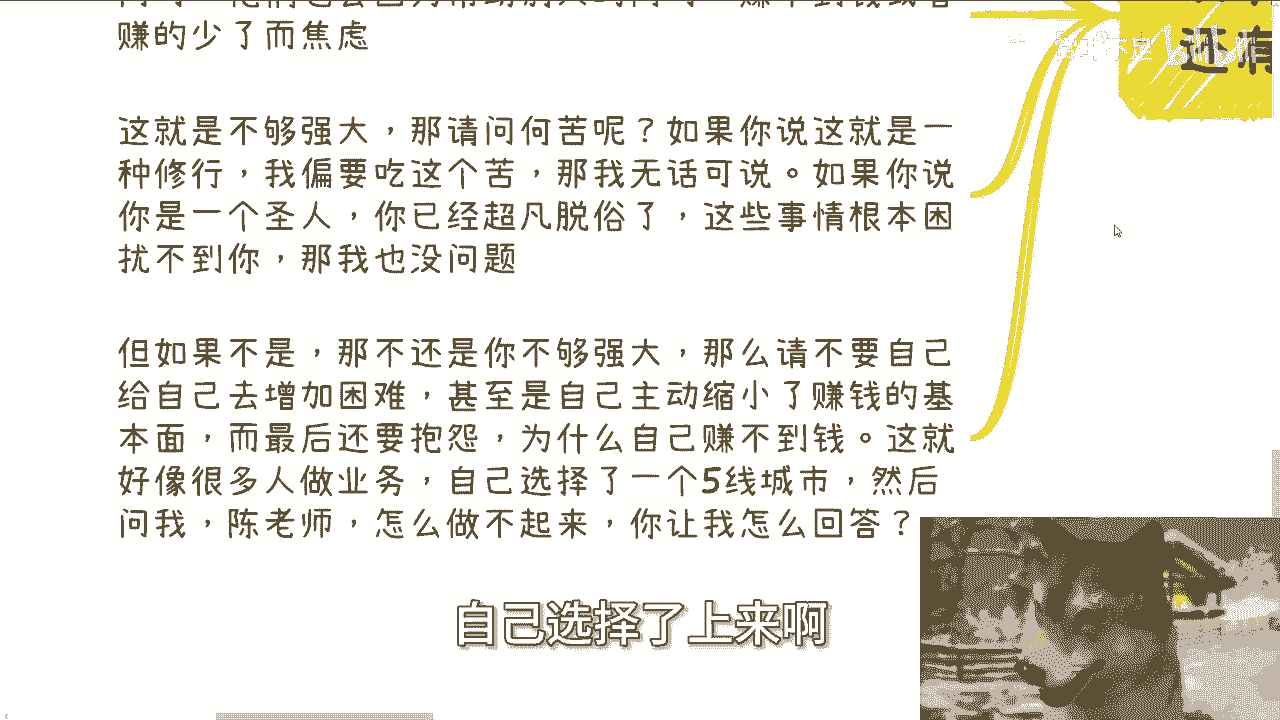 赚的少了而焦虑
这就是不够强大，那请问何苦呢？如果你说这就是一
种修行，我偏要吃这个苦，那我无话可说。如果你说
你是一个圣人，你已经超凡脱俗了，这些事情根本困
扰不到你，那我也没问题
但如果不是，那不还是你不够强大，那么请不要自己
给自己去增加困难，甚至是自己主动缩小了赚钱的基
本面，而最后还要抱怨，为什么自己赚不到钱。这就
好像很多人做业务，自己选择了一个5线城市，然后
问我，陈老师，怎么做不起来，你让我怎么回答？
自己选择了上来啊